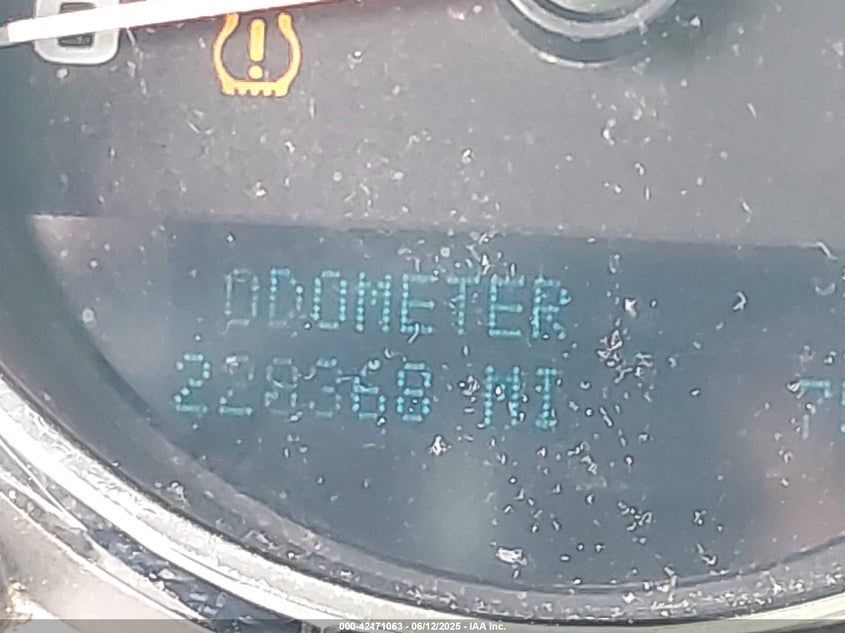 ODOMETER
228368 MI
000-42471063 - 06/12/2025 - IAA Inc.